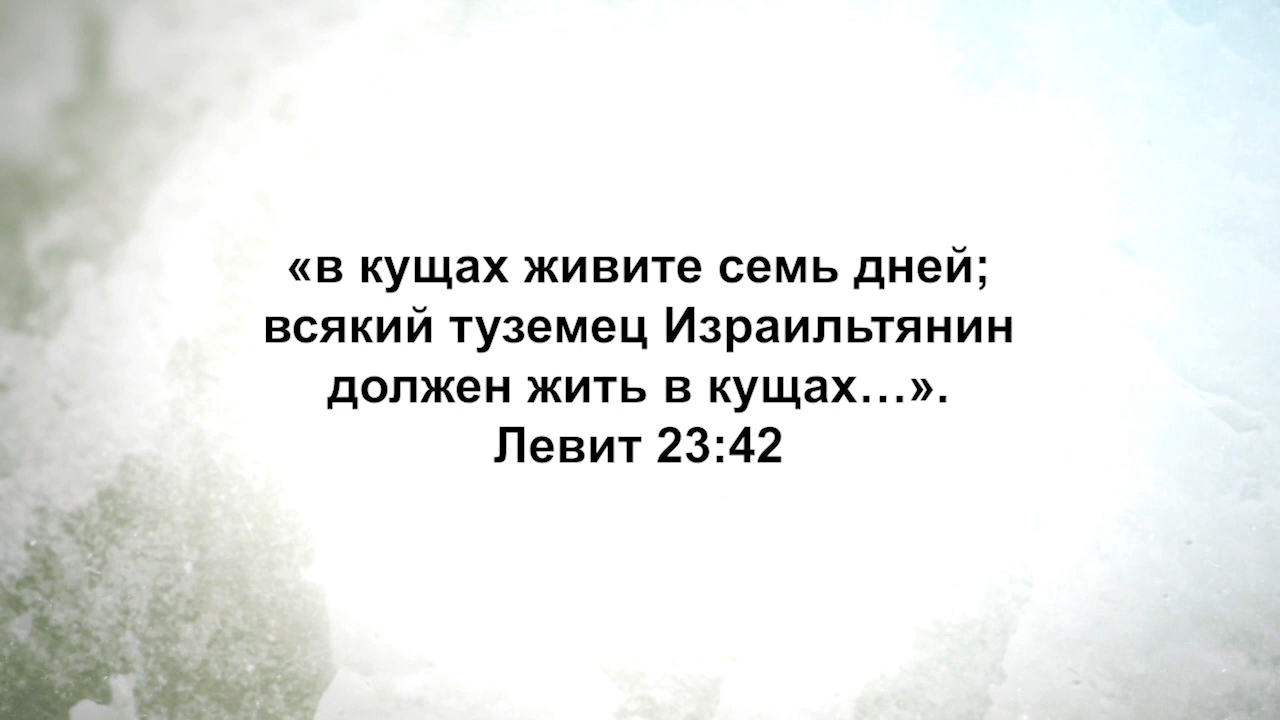 «в кущах живите семь дней;
всякий туземец Израильтянин
должен жить в кущах…».
Левит 23:42